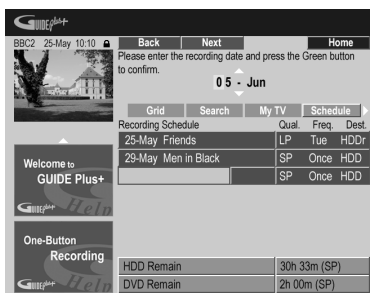 GUIDE Plus+
BBC2 25-May 10:10
Back Next Home
Please enter the recording date and press the Green button
to confirm.
05 - Jun
Grid Search My TV Schedule
Recording Schedule Qual. Freq. Dest.
25-May Friends LP Tue HDDr
29-May Men in Black SP Once HDD
SP Once HDD
Welcome to
GUIDE Plus+
GUIDE Plus+ Help
One-Button
Recording
GUIDE Plus+ Help
HDD Remain 30h 33m (SP)
DVD Remain 2h 00m (SP)